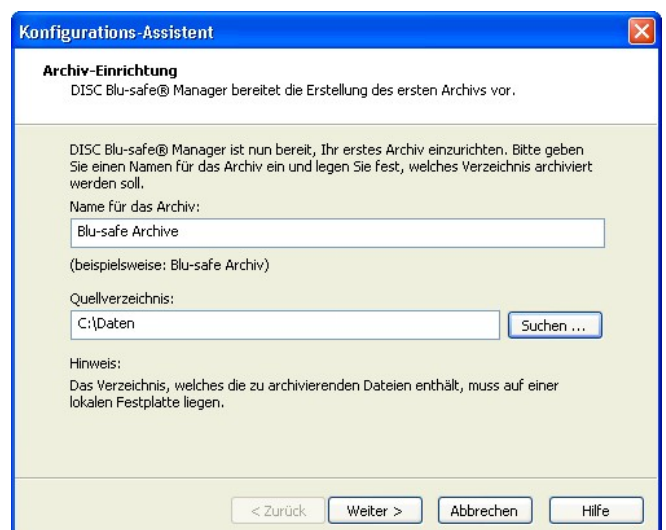 Konfigurations-Assistent
Archiv-Einrichtung
DISC Blu-safe® Manager bereitet die Erstellung des ersten Archivs vor.
DISC Blu-safe® Manager ist nun bereit, Ihr erstes Archiv einzurichten. Bitte geben
Sie einen Namen für das Archiv ein und legen Sie fest, welches Verzeichnis archiviert
werden soll.
Name für das Archiv:
Blu-safe Archive
(beispielsweise: Blu-safe Archiv)
Quellverzeichnis:
C:\Daten
Suchen ...
Hinweis:
Das Verzeichnis, welches die zu archivierenden Dateien enthält, muss auf einer
lokalen Festplatte liegen.
< Zurück
Weiter >
Abbrechen
Hilfe